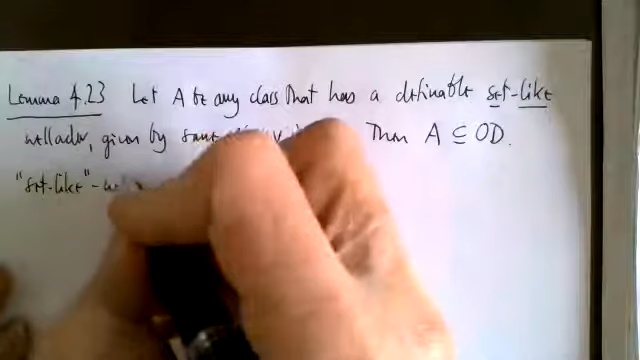 Lemma 4.23 Let A be any class that has a definable set-like
wellorder, given by some Then A ⊆ OD.
"set-like" -